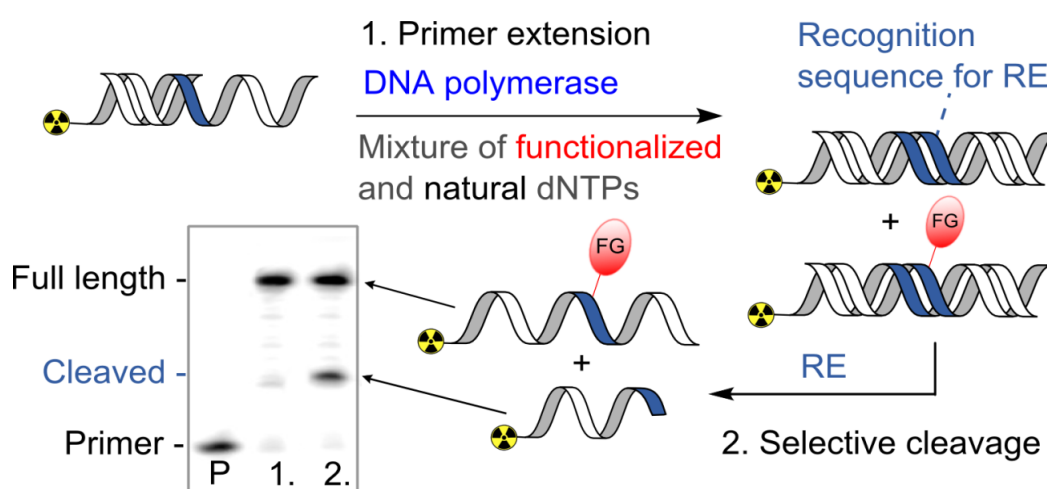 1. Primer extension
DNA polymerase
Mixture of functionalized
and natural dNTPs
Recognition
sequence for RE
+
FG
RE
2. Selective cleavage
FG
+
Full length -
Cleaved -
Primer -
P 1. 2.